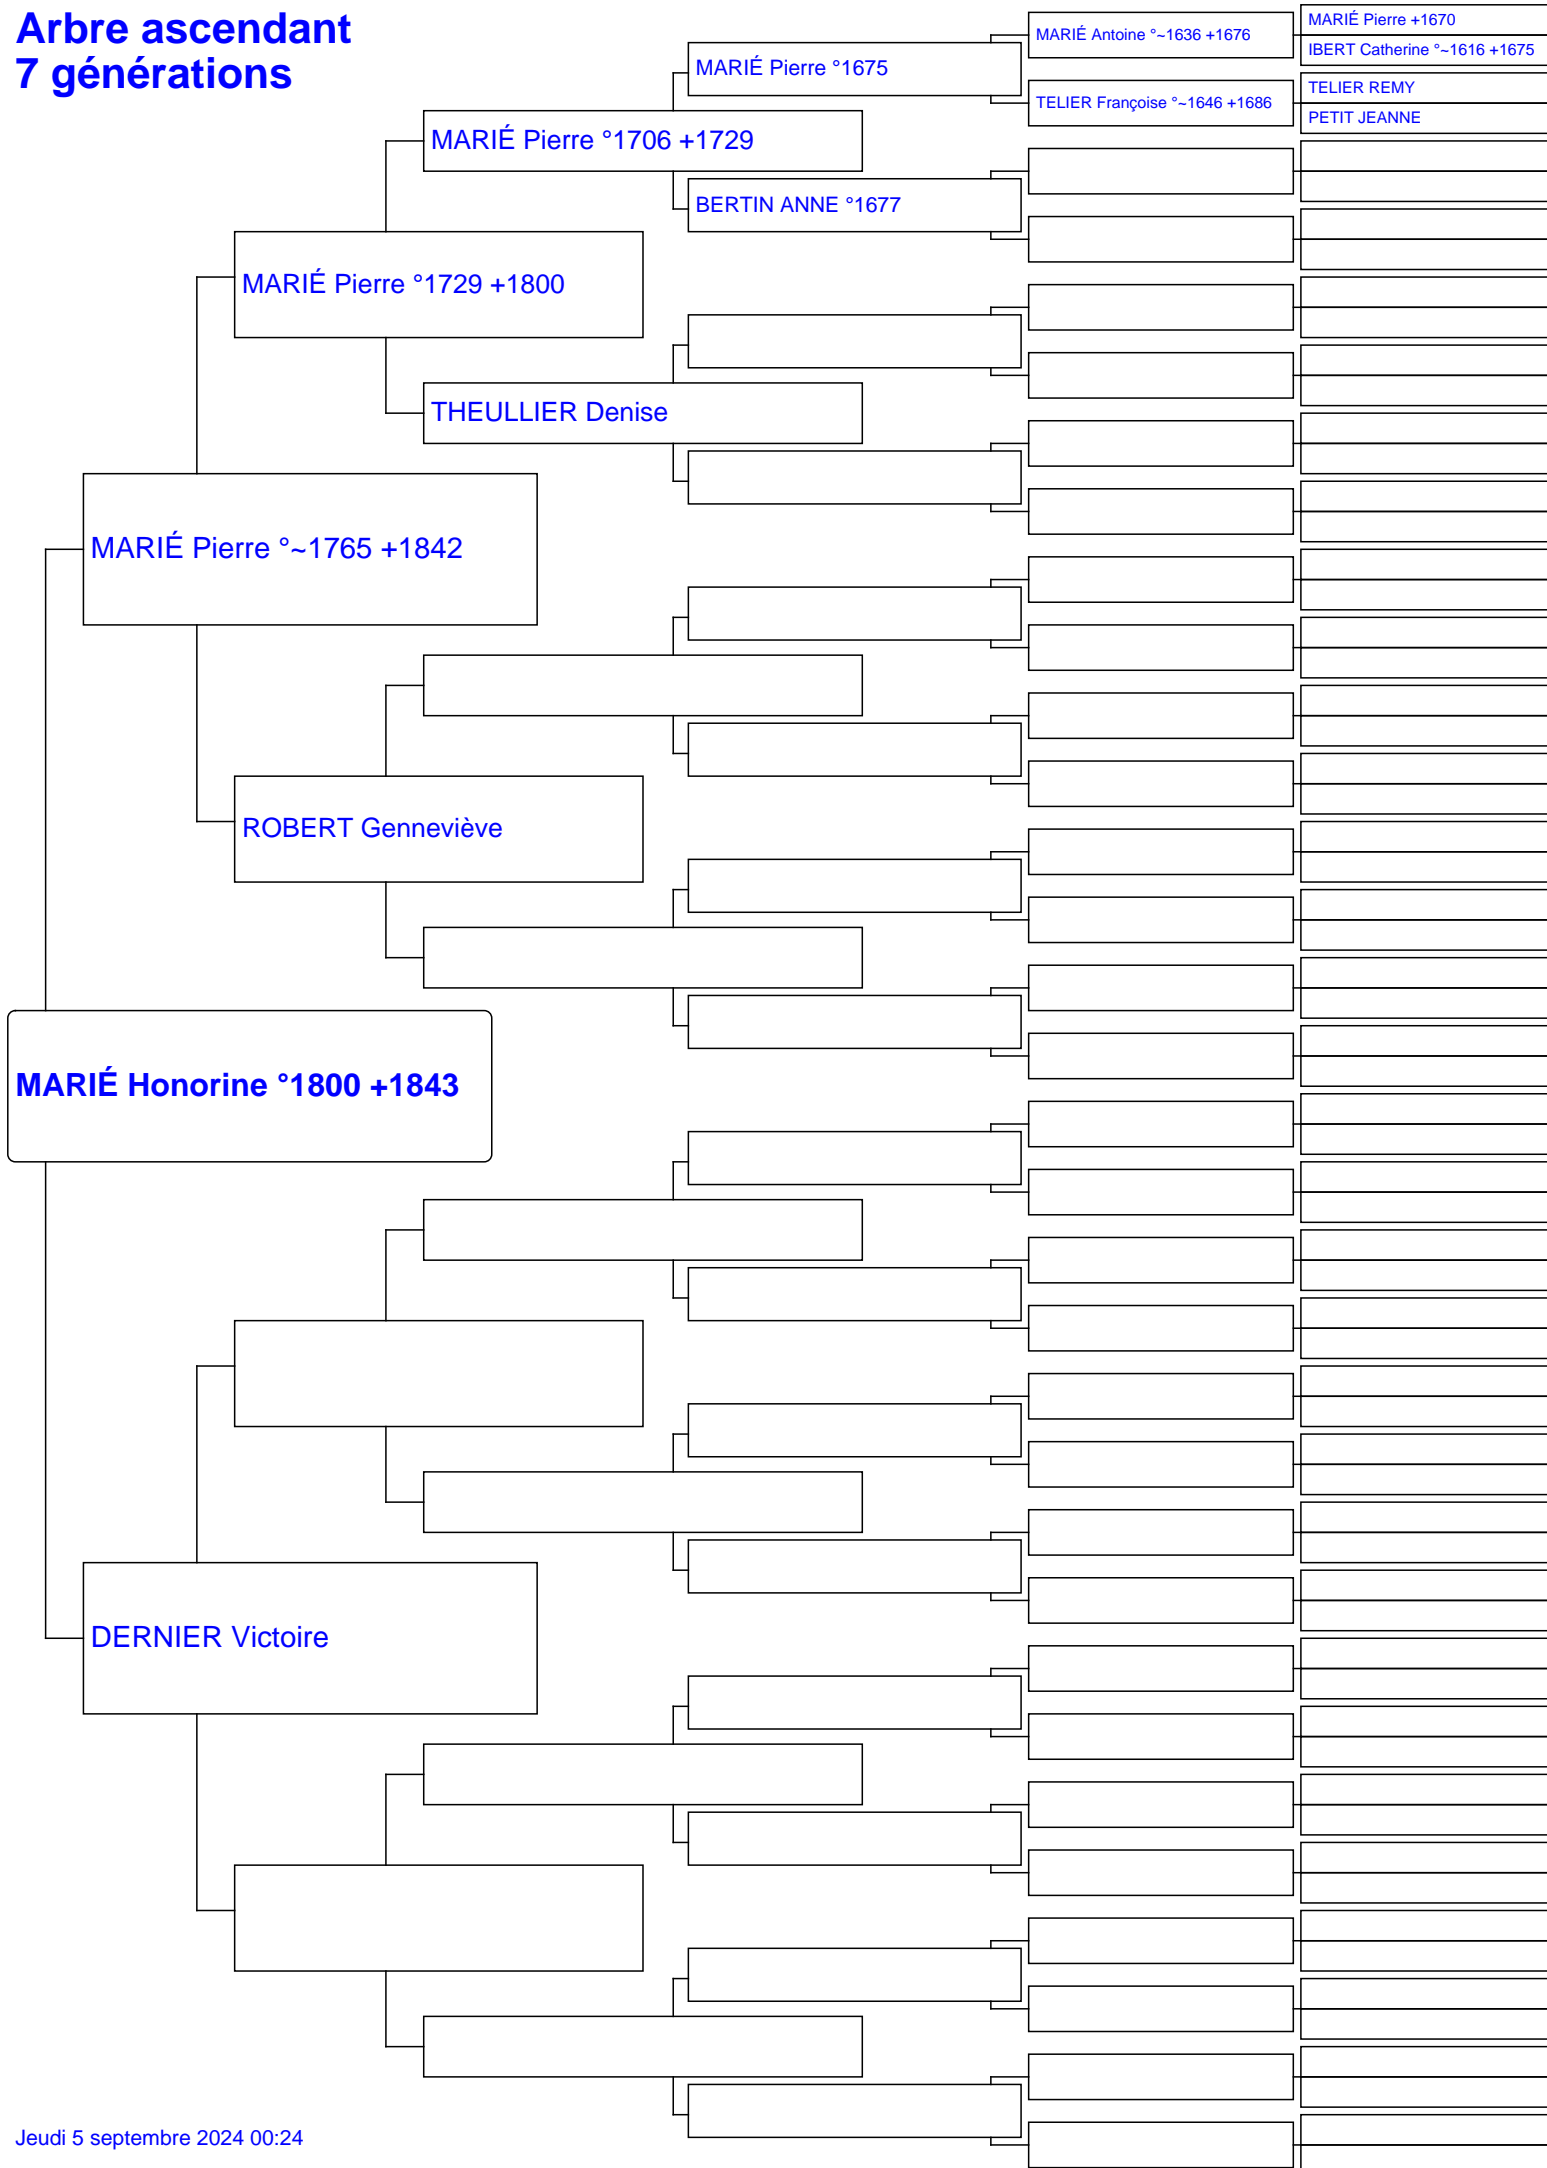 Arbre ascendant
7 générations
MARIÉ Antoine °~1636 +1676
MARIÉ Pierre +1670
IBERT Catherine °~1616 +1675
MARIÉ Pierre °1675
TELIER Françoise °~1646 +1686
TELIER REMY
PETIT JEANNE
MARIÉ Pierre °1706 +1729
BERTIN ANNE °1677
MARIÉ Pierre °1729 +1800
THEULLIER Denise
MARIÉ Pierre °~1765 +1842
ROBERT Genneviève
MARIÉ Honorine °1800 +1843
DERNIER Victoire
Jeudi 5 septembre 2024 00:24